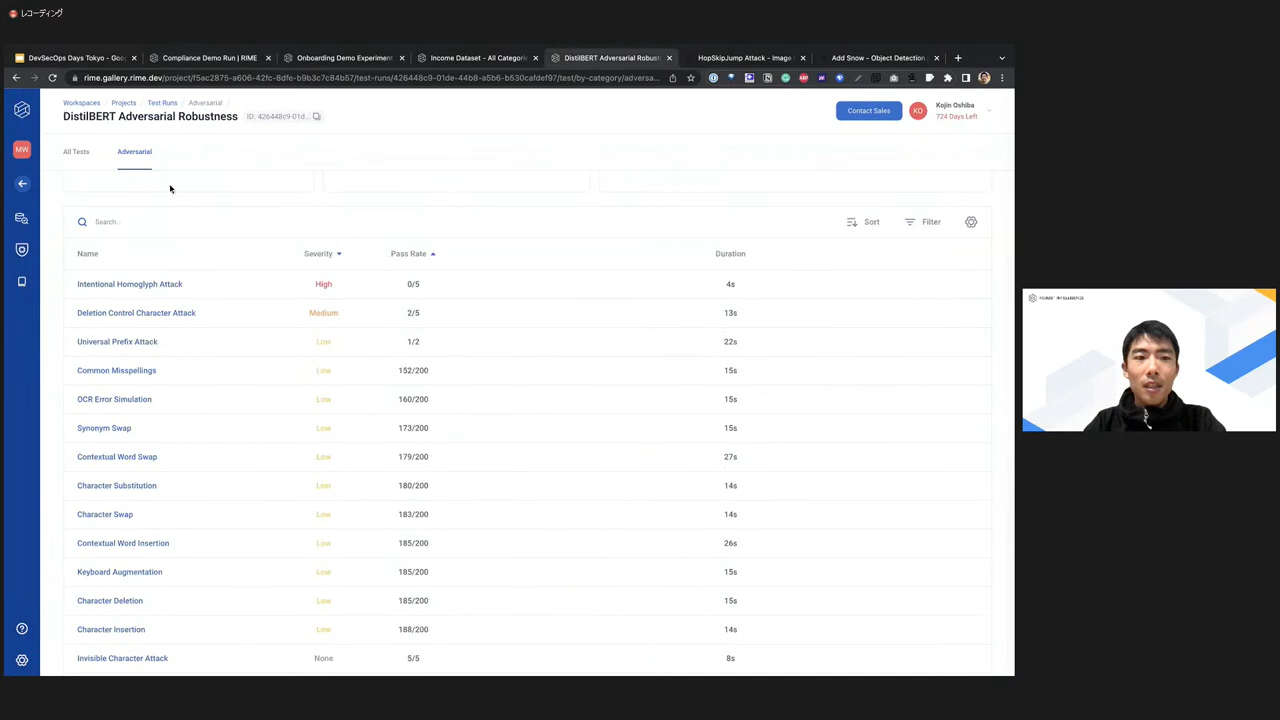 レコーディング
DevSecOps Days Tokyo - Goo
Compliance Demo Run | RIME
Onboarding Demo Experiment
Income Dataset - All Categori
DistilBERT Adversarial Robust
HopSkipJump Attack - Image
Add Snow - Object Detection
rime.gallery.rime.dev/project/f5ac2875-a606-42fc-8dfe-b9b3c7c84b57/test-runs/426448c9-01de-44b8-a5b6-b530cafdef97/test/by-category/adversa...
Workspaces / Projects / Test Runs / Adversarial /
DistilBERT Adversarial Robustness
ID: 426448c9-01d...
Contact Sales
KO
Kojin Oshiba
724 Days Left
MW
All Tests
Adversarial
Search...
Sort
Filter
Name Severity Pass Rate Duration
Intentional Homoglyph Attack High 0/5 4s
Deletion Control Character Attack Medium 2/5 13s
Universal Prefix Attack Low 1/2 22s
Common Misspellings Low 152/200 15s
OCR Error Simulation Low 160/200 15s
Synonym Swap Low 173/200 15s
Contextual Word Swap Low 179/200 27s
Character Substitution Low 180/200 14s
Character Swap Low 183/200 14s
Contextual Word Insertion Low 185/200 26s
Keyboard Augmentation Low 185/200 15s
Character Deletion Low 185/200 15s
Character Insertion Low 188/200 14s
Invisible Character Attack None 5/5 8s